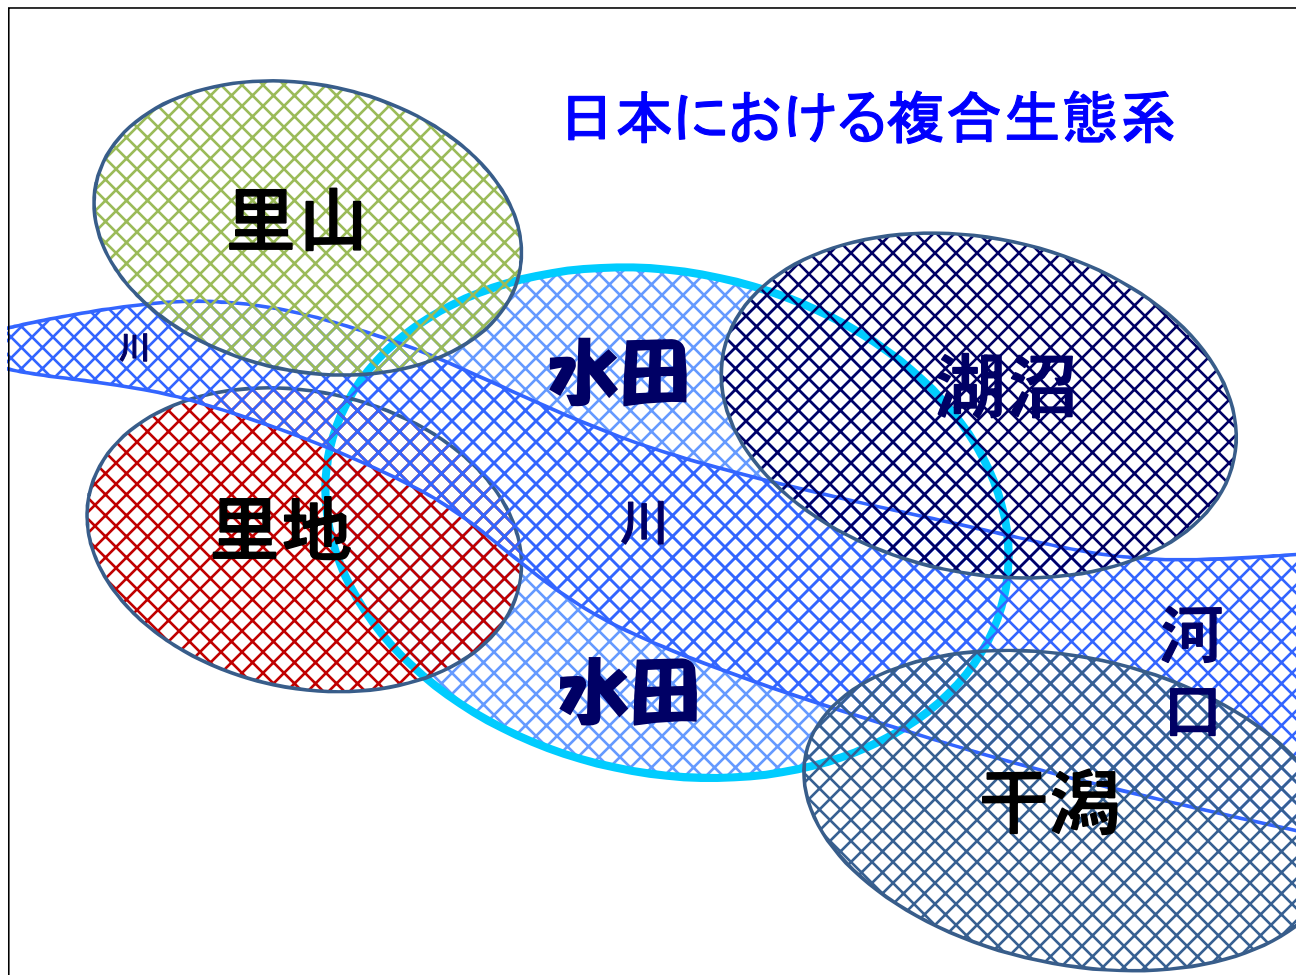 日本における複合生態系
里山
川
水田
湖沼
里地
川
河口
水田
干潟